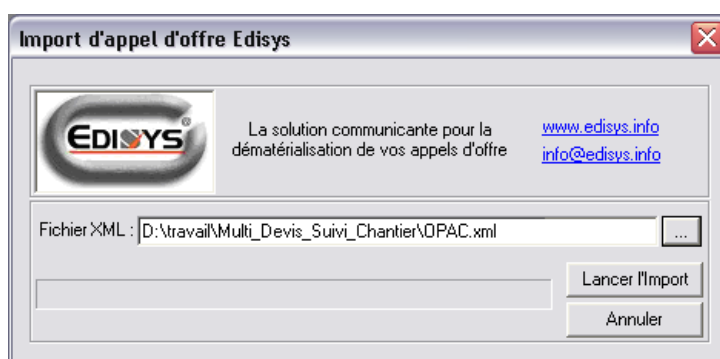 Import d'appel d'offre Edisys
EDISYS®
La solution communicante pour la
dématérialisation de vos appels d'offre
www.edisys.info
info@edisys.info
Fichier XML : D:\travail\Multi_Devis_Suivi_Chantier\OPAC.xml ...
Lancer l'Import
Annuler